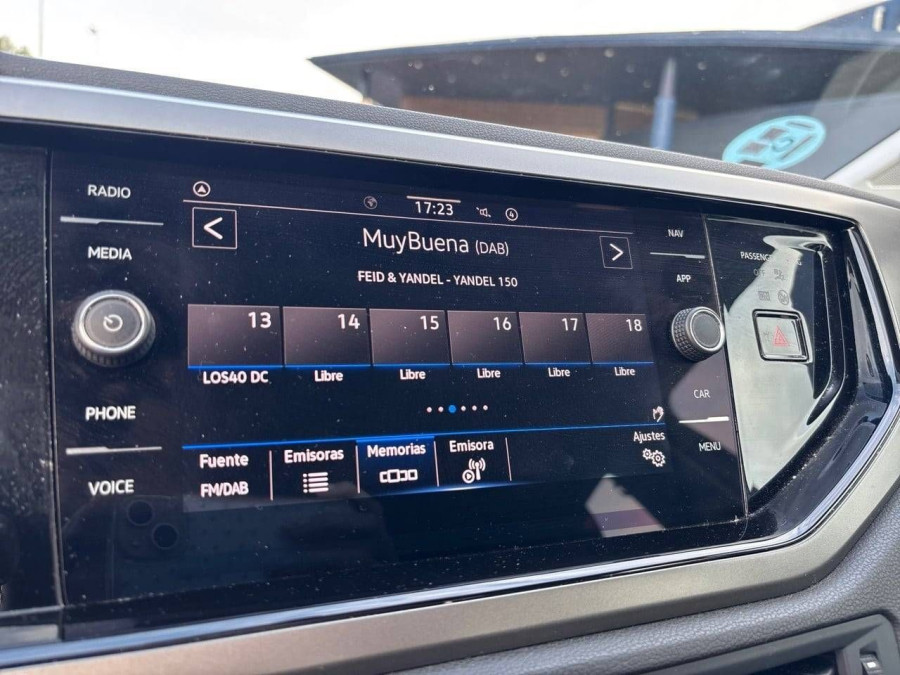 RADIO
MEDIA
PHONE
VOICE
17:23
4
MuyBuena (DAB)
FEID & YANDEL - YANDEL 150
13 14 15 16 17 18
LOS40 DC Libre Libre Libre Libre Libre
Fuente Emisoras Memorias Emisora Ajustes
FM/DAB
NAV
APP
CAR
MENU